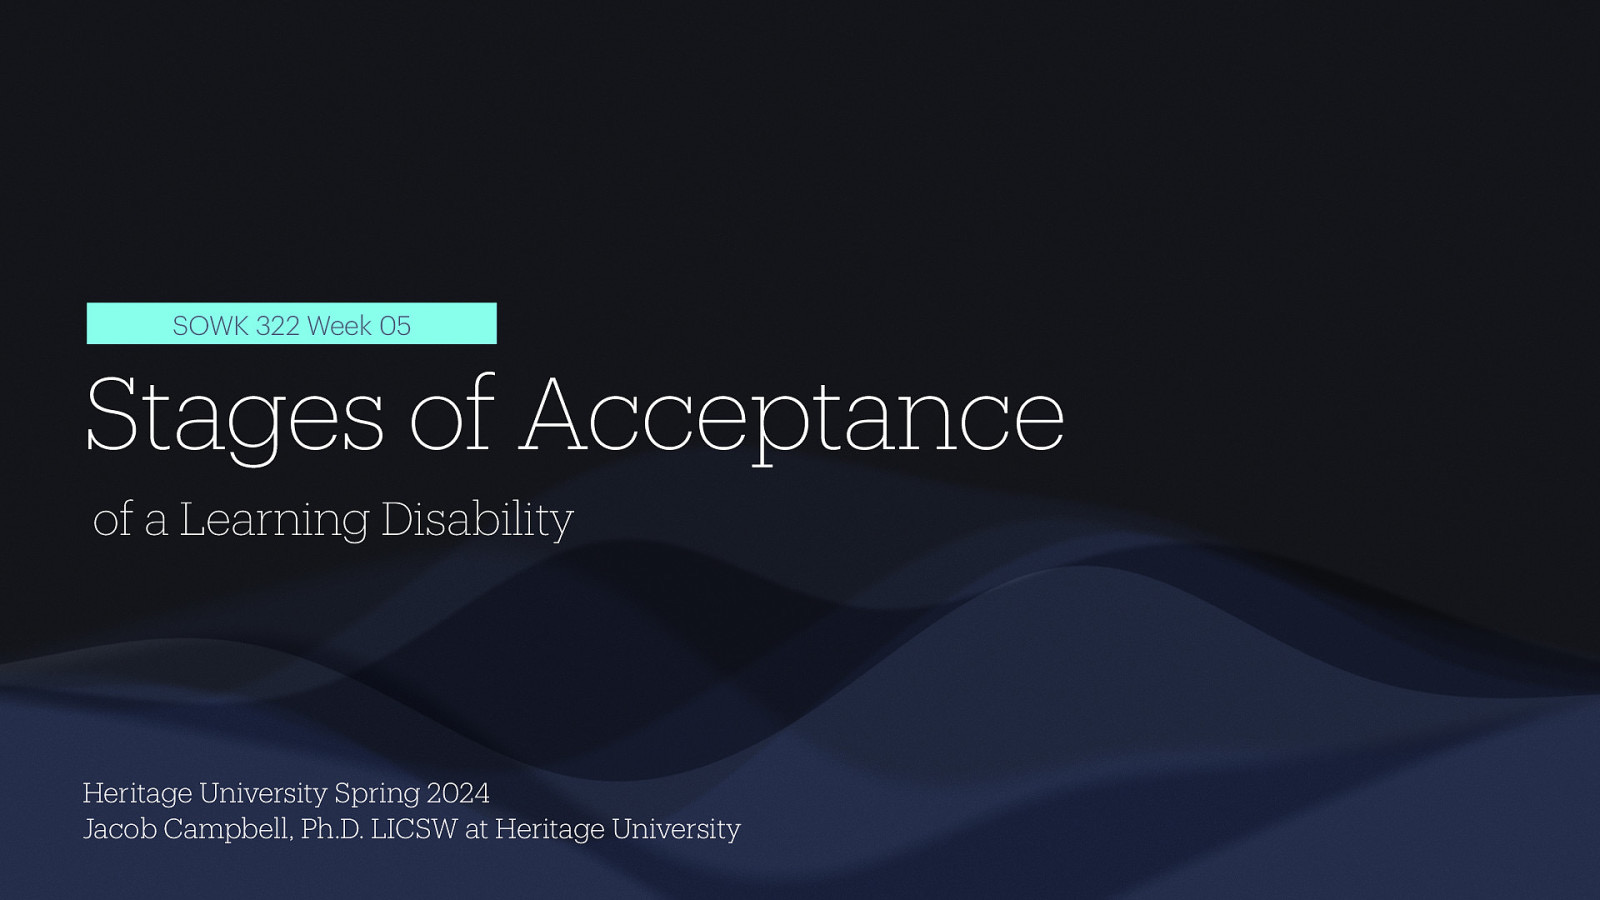 SOWK 322 Week 05
Stages of Acceptance
of a Learning Disability
Heritage University Spring 2024
Jacob Campbell, Ph.D. LICSW at Heritage University